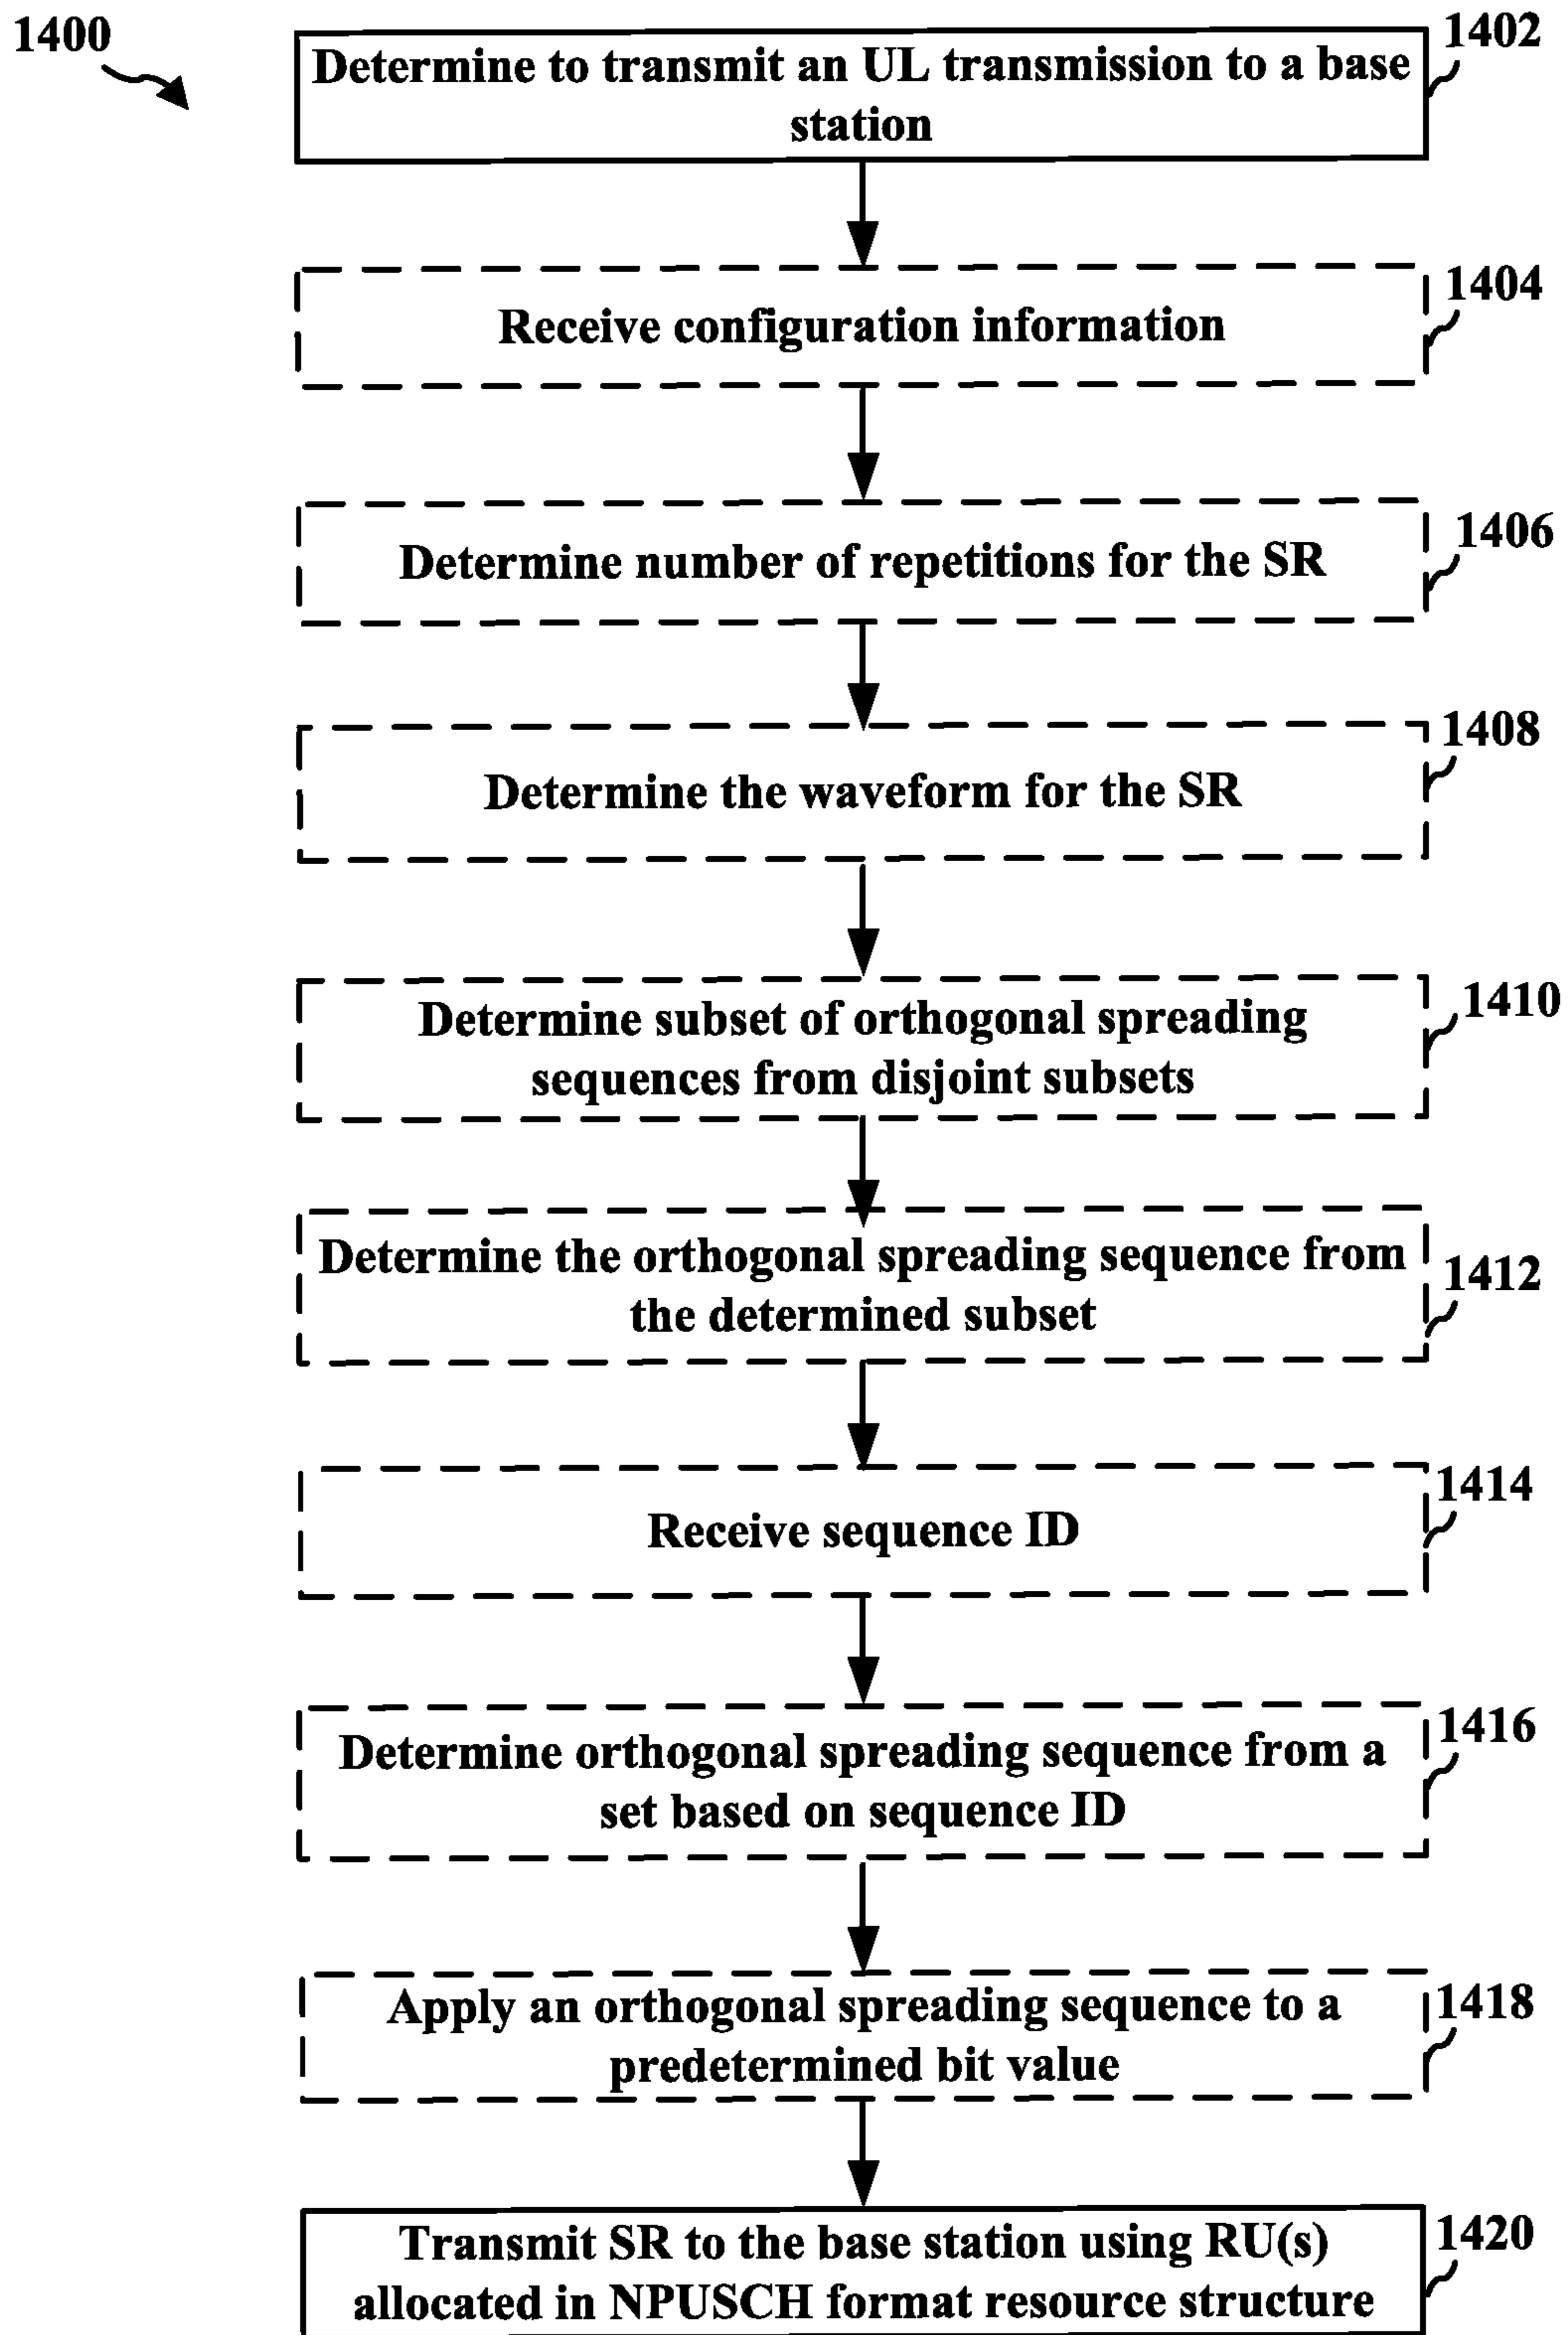 1400
1402
Determine to transmit an UL transmission to a base
station
1404
Receive configuration information
1406
Determine number of repetitions for the SR
1408
Determine the waveform for the SR
1410
Determine subset of orthogonal spreading
sequences from disjoint subsets
1412
Determine the orthogonal spreading sequence from
the determined subset
1414
Receive sequence ID
1416
Determine orthogonal spreading sequence from a
set based on sequence ID
1418
Apply an orthogonal spreading sequence to a
predetermined bit value
1420
Transmit SR to the base station using RU(s)
allocated in NPUSCH format resource structure